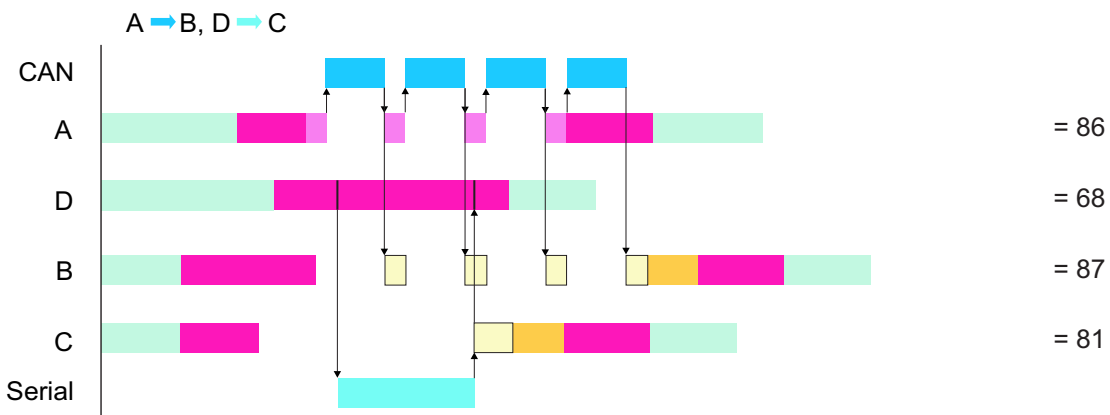 A B, D C
CAN
A = 86
D = 68
B = 87
C = 81
Serial